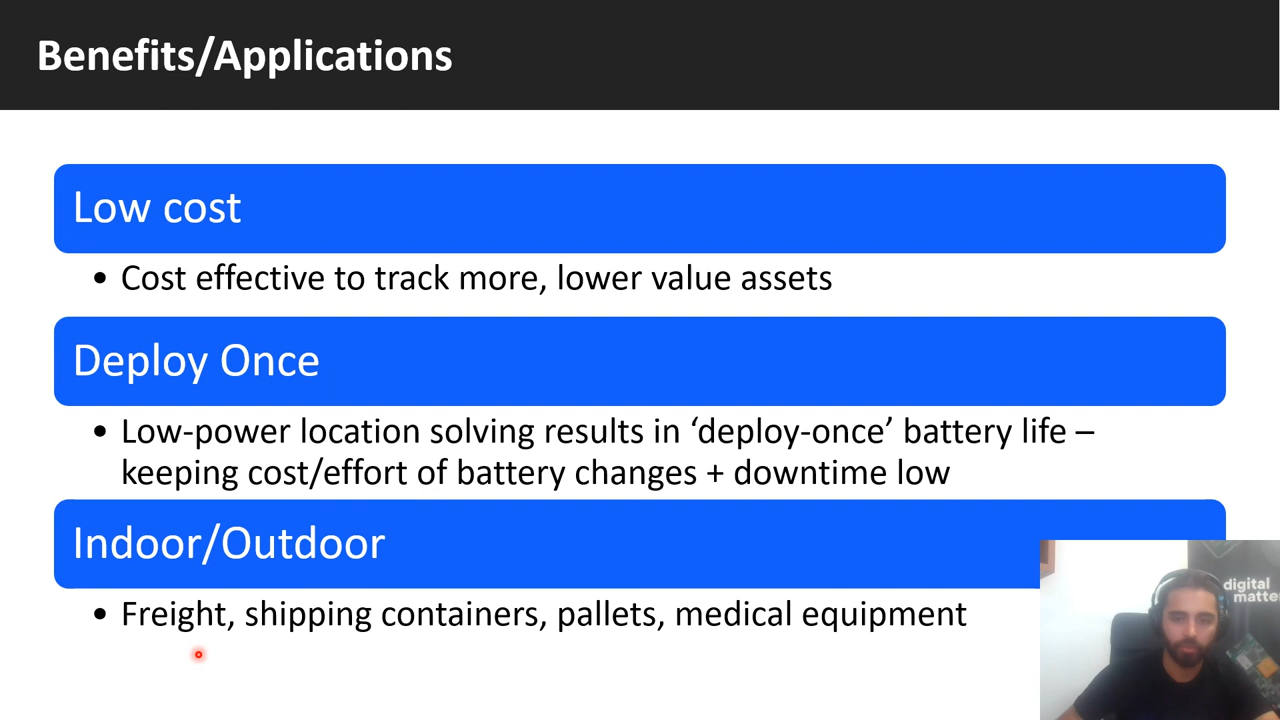 Benefits/Applications
Low cost
• Cost effective to track more, lower value assets
Deploy Once
• Low-power location solving results in ‘deploy-once’ battery life –
keeping cost/effort of battery changes + downtime low
Indoor/Outdoor
• Freight, shipping containers, pallets, medical equipment
digital
matter